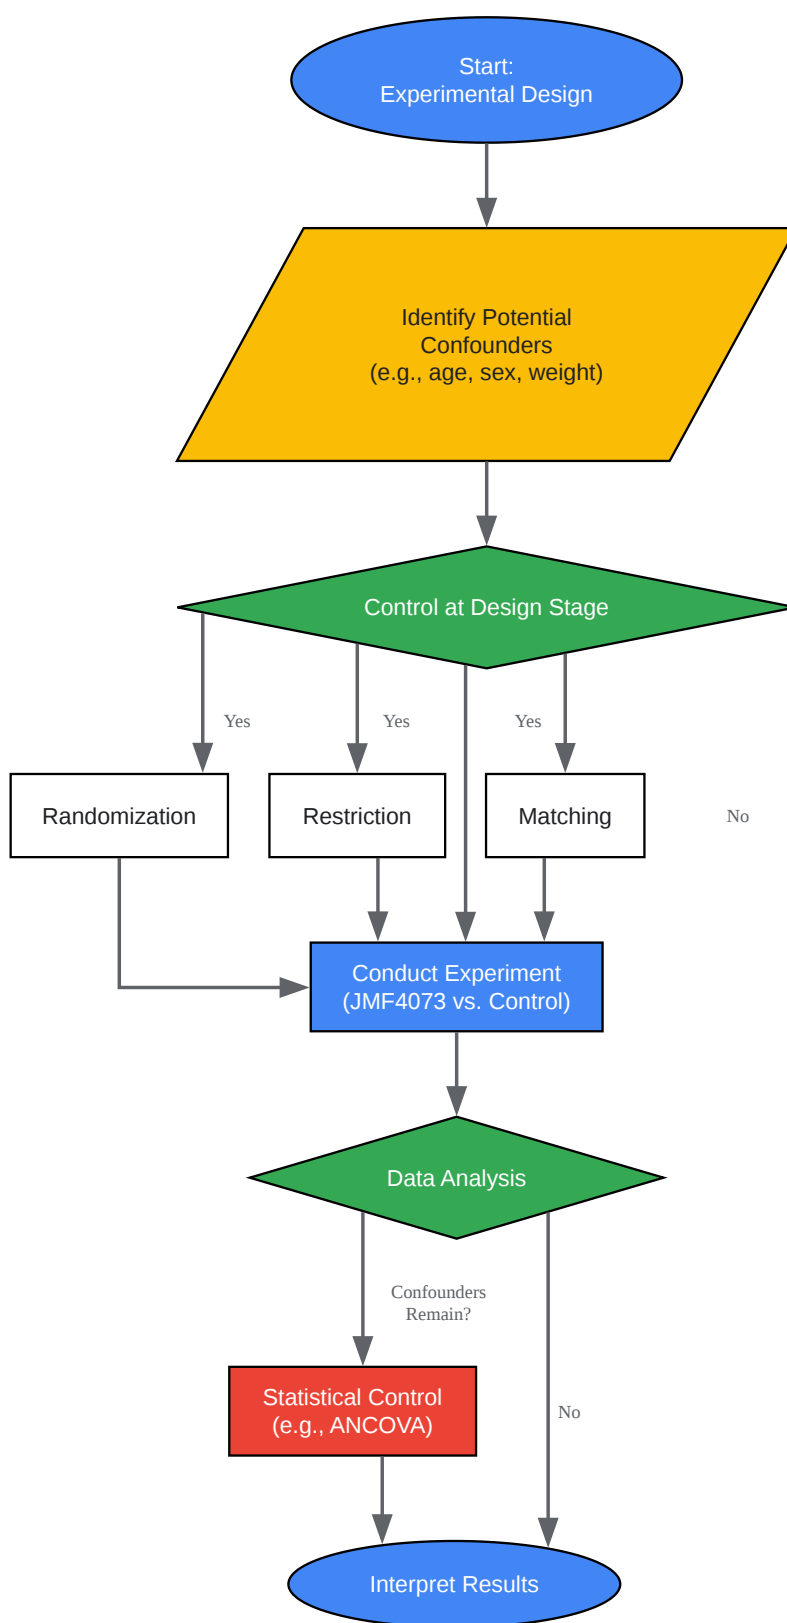 Start:
Experimental Design
Identify Potential
Confounders
(e.g., age, sex, weight)
Control at Design Stage
Yes
Yes
Yes
Randomization
Restriction
Matching
No
Conduct Experiment
(JMF4073 vs. Control)
Data Analysis
Confounders
Remain?
Statistical Control
(e.g., ANCOVA)
No
Interpret Results